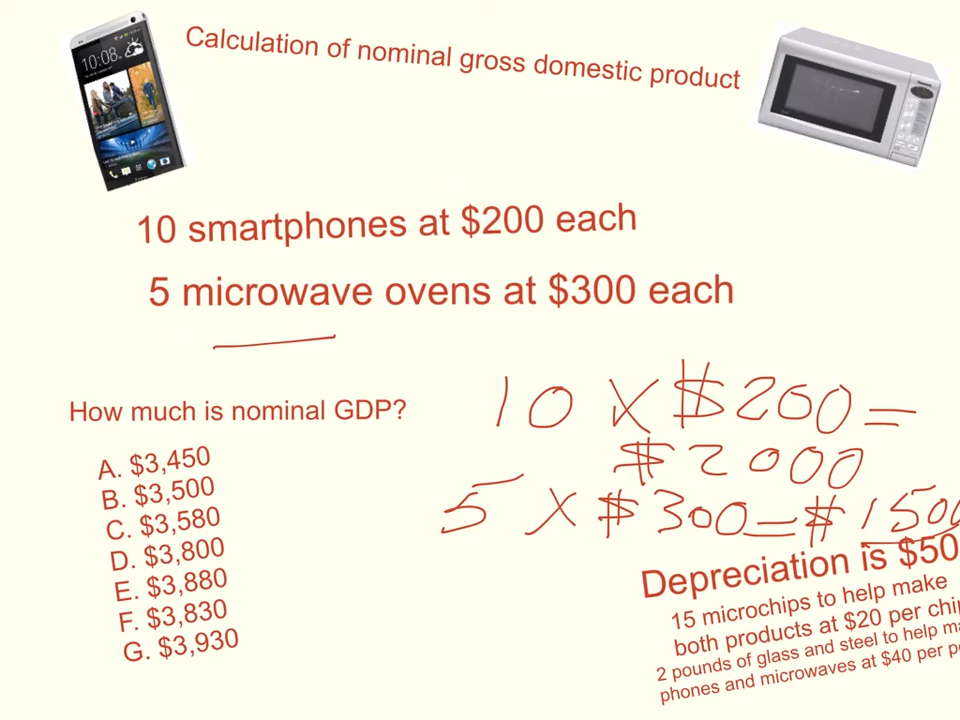 Calculation of nominal gross domestic product
10:08
10 smartphones at $200 each
5 microwave ovens at $300 each
How much is nominal GDP?
A. $3,450
B. $3,500
C. $3,580
D. $3,800
E. $3,880
F. $3,830
G. $3,930
10 X $200 =
$2000
5 X $300 = $1500
Depreciation is $50
15 microchips to help make
both products at $20 per chip
2 pounds of glass and steel to help
phones and microwaves at $40 per